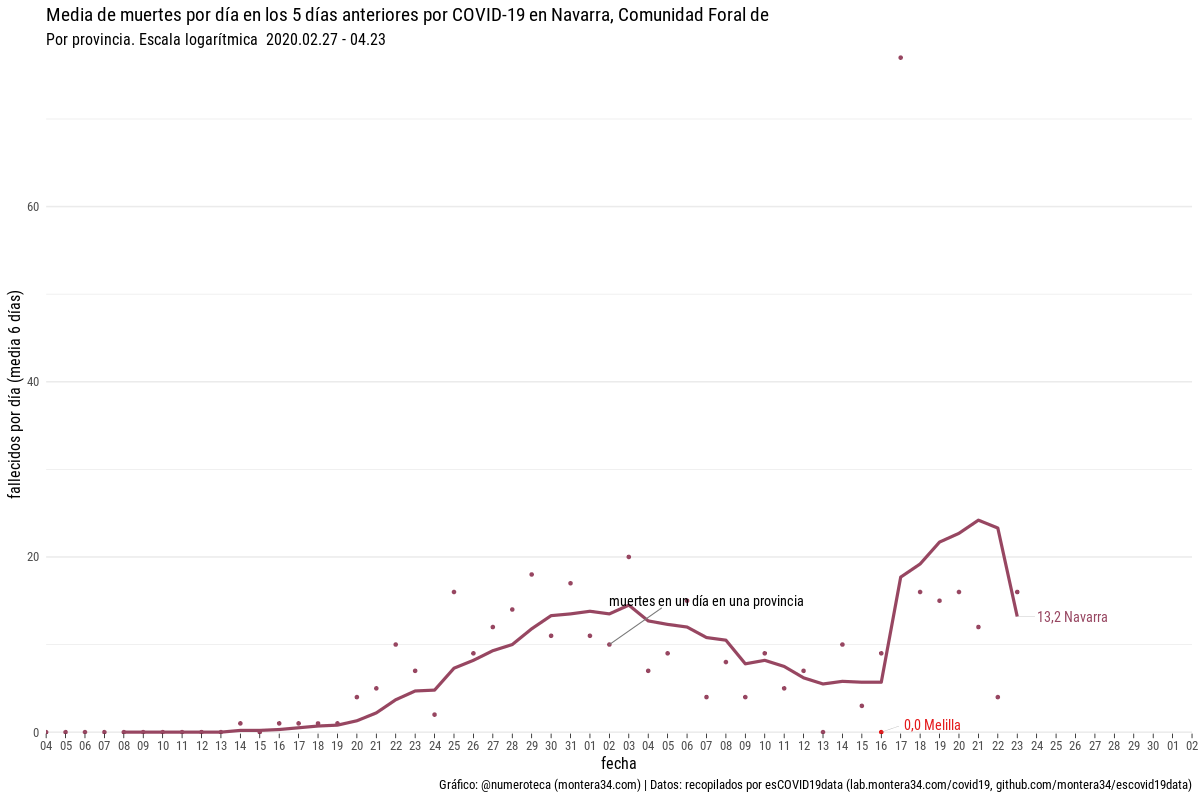 Media de muertes por día en los 5 días anteriores por COVID-19 en Navarra, Comunidad Foral de
Por provincia. Escala logarítmica  2020.02.27 - 04.23
fallecidos por día (media 6 días)
60
40
20
0
muertes en un día en una provincia
13,2 Navarra
0,0 Melilla
04 05 06 07 08 09 10 11 12 13 14 15 16 17 18 19 20 21 22 23 24 25 26 27 28 29 30 31 01 02 03 04 05 06 07 08 09 10 11 12 13 14 15 16 17 18 19 20 21 22 23 24 25 26 27 28 29 30 01 02
fecha
Gráfico: @numeroteca (montera34.com) | Datos: recopilados por esCOVID19data (lab.montera34.com/covid19, github.com/montera34/escovid19data)